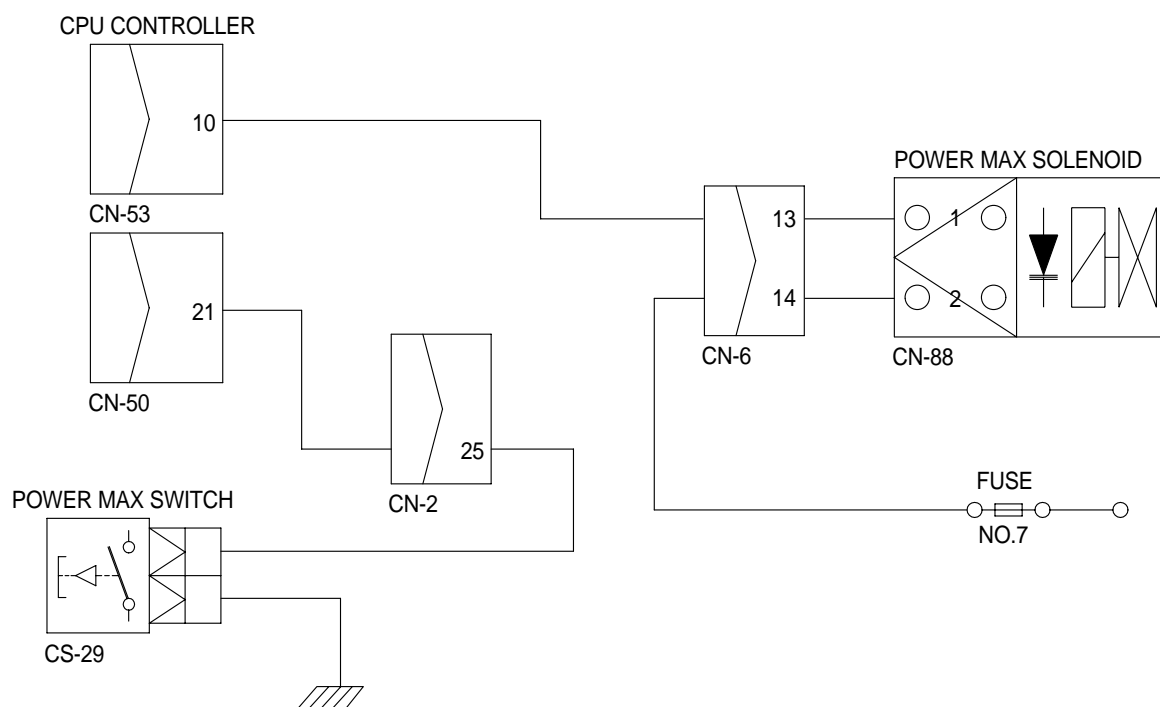 CPU CONTROLLER
10
CN-53
21
CN-50
25
CN-2
POWER MAX SWITCH
CS-29
POWER MAX SOLENOID
13
1
14
2
CN-6
CN-88
FUSE
NO.7